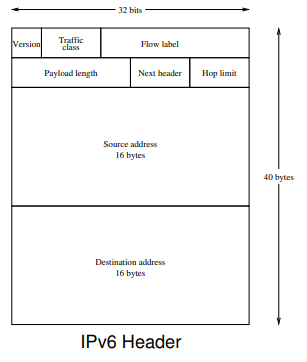 32 bits
Version
Traffic
class
Flow label
Payload length
Next header
Hop limit
Source address
16 bytes
40 bytes
Destination address
16 bytes
IPv6 Header